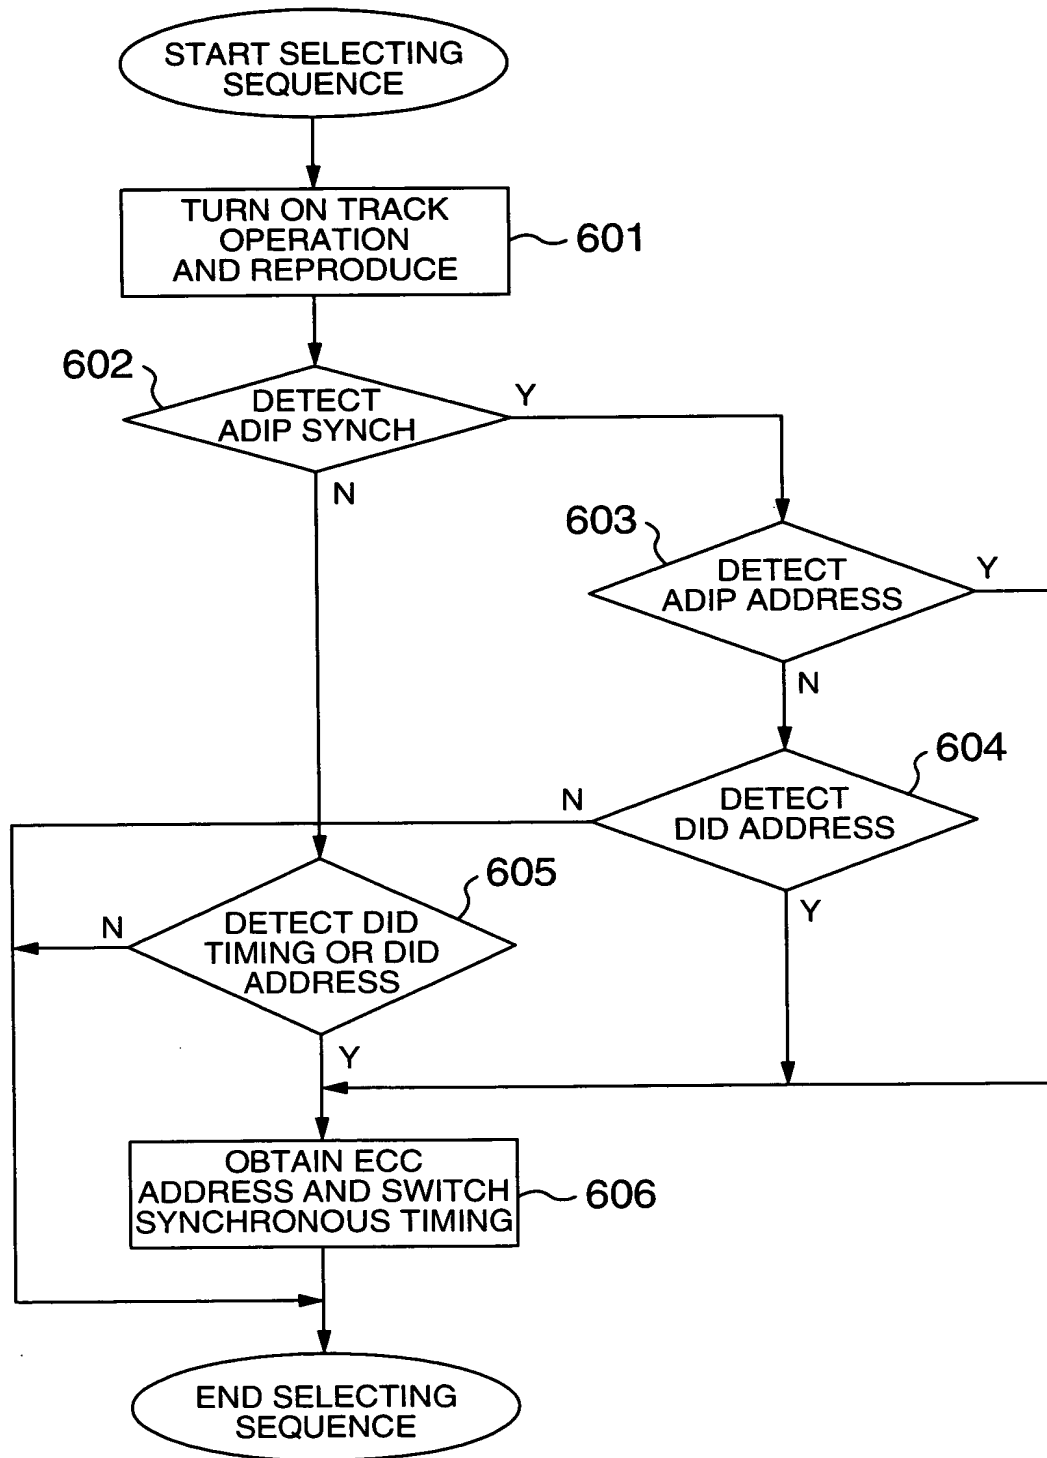 START SELECTING
SEQUENCE
TURN ON TRACK
OPERATION
AND REPRODUCE
601
602
DETECT
ADIP SYNCH
Y
N
603
DETECT
ADIP ADDRESS
Y
N
604
DETECT
DID ADDRESS
N
Y
605
DETECT DID
TIMING OR DID
ADDRESS
N
Y
OBTAIN ECC
ADDRESS AND SWITCH
SYNCHRONOUS TIMING
606
END SELECTING
SEQUENCE